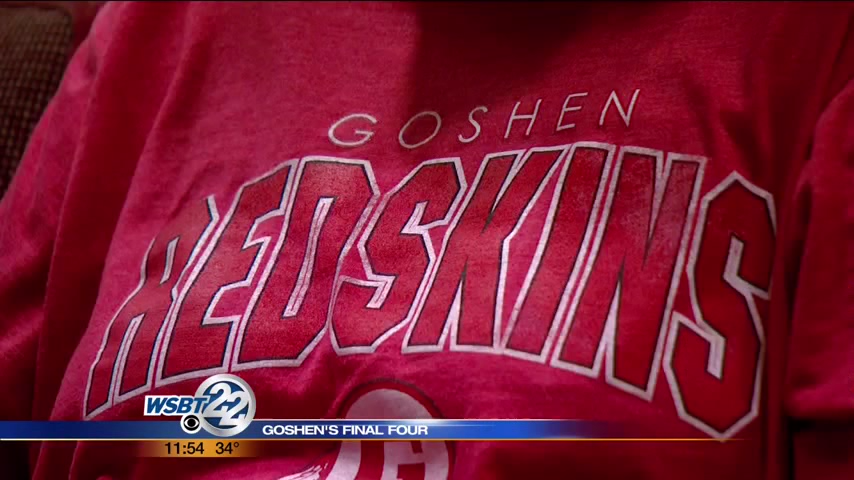 GOSHEN
REDSKINS
WSBT 22
GOSHEN'S FINAL FOUR
11:54 34°